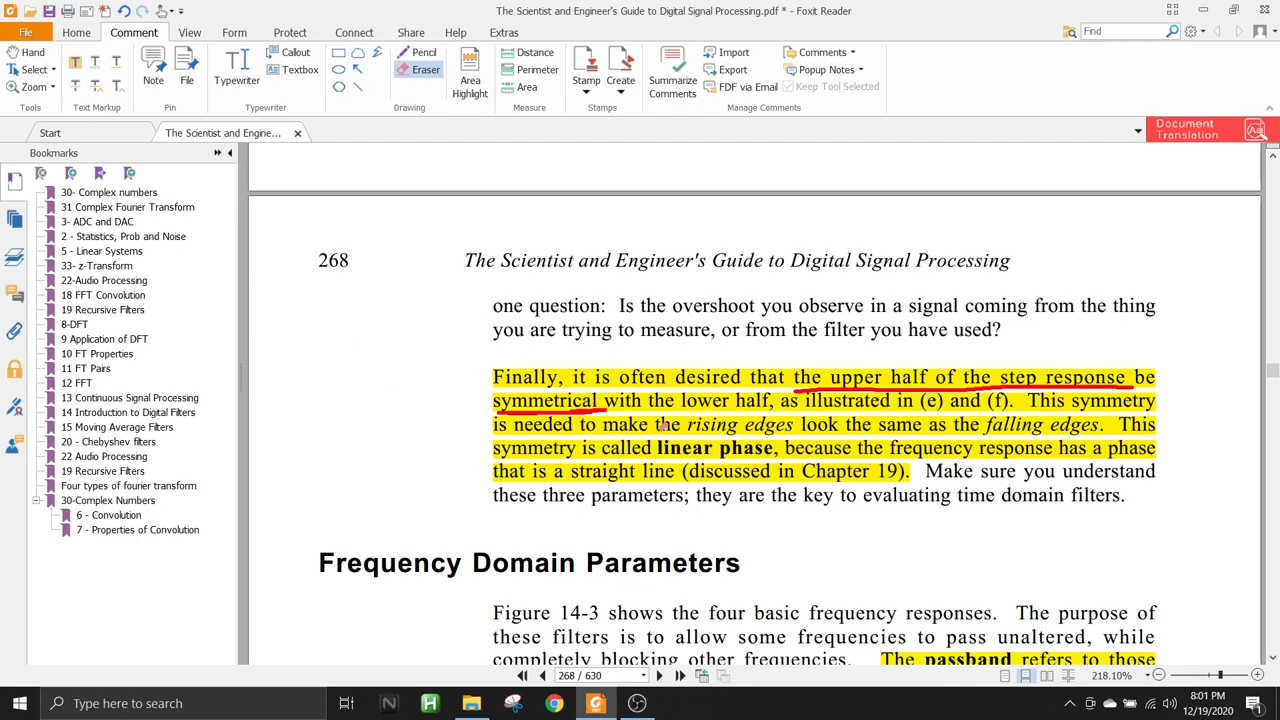 The Scientist and Engineer's Guide to Digital Signal Processing.pdf * - Foxit Reader
File Home Comment View Form Protect Connect Share Help Extras
Find
Hand
Select
Zoom
Tools
Text Markup
Note
File
Pin
Typewriter
Callout
Textbox
Typewriter
Pencil
Eraser
Drawing
Area
Highlight
Distance
Perimeter
Area
Measure
Stamp
Create
Stamps
Summarize
Comments
Import
Export
FDF via Email
Comments
Popup Notes
Keep Tool Selected
Manage Comments
Start
The Scientist and Engine...
Document
Translation
Bookmarks
30- Complex numbers
31 Complex Fourier Transform
3- ADC and DAC
2 - Statistics, Prob and Noise
5 - Linear Systems
33- z-Transform
22-Audio Processing
18 FFT Convolution
19 Recursive Filters
8-DFT
9 Application of DFT
10 FT Properties
11 FT Pairs
12 FFT
13 Continuous Signal Processing
14 Introduction to Digital Filters
15 Moving Average Filters
20 - Chebyshev filters
22 Audio Processing
19 Recursive Filters
Four types of fourier transform
30-Complex Numbers
6 - Convolution
7 - Properties of Convolution
268 The Scientist and Engineer's Guide to Digital Signal Processing
one question: Is the overshoot you observe in a signal coming from the thing
you are trying to measure, or from the filter you have used?
Finally, it is often desired that the upper half of the step response be
symmetrical with the lower half, as illustrated in (e) and (f). This symmetry
is needed to make the rising edges look the same as the falling edges. This
symmetry is called linear phase, because the frequency response has a phase
that is a straight line (discussed in Chapter 19). Make sure you understand
these three parameters; they are the key to evaluating time domain filters.
Frequency Domain Parameters
Figure 14-3 shows the four basic frequency responses. The purpose of
these filters is to allow some frequencies to pass unaltered, while
completely blocking other frequencies. The passband refers to those
268 / 630
218.10%
Type here to search
8:01 PM
12/19/2020